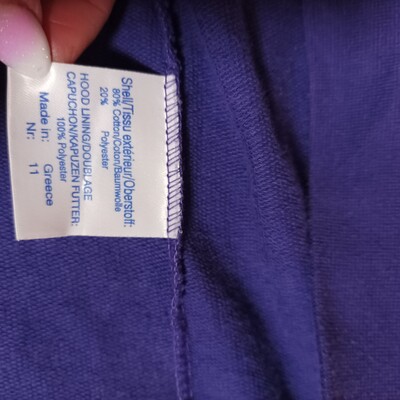 Shell/Tissu extérieur/Oberstoff:
80% Cotton/Coton/Baumwolle
20% Polyester
HOOD LINING/DOUBLAGE
CAPUCHON/KAPUZEN FUTTER:
100% Polyester
Made in: Greece
Nr: 11